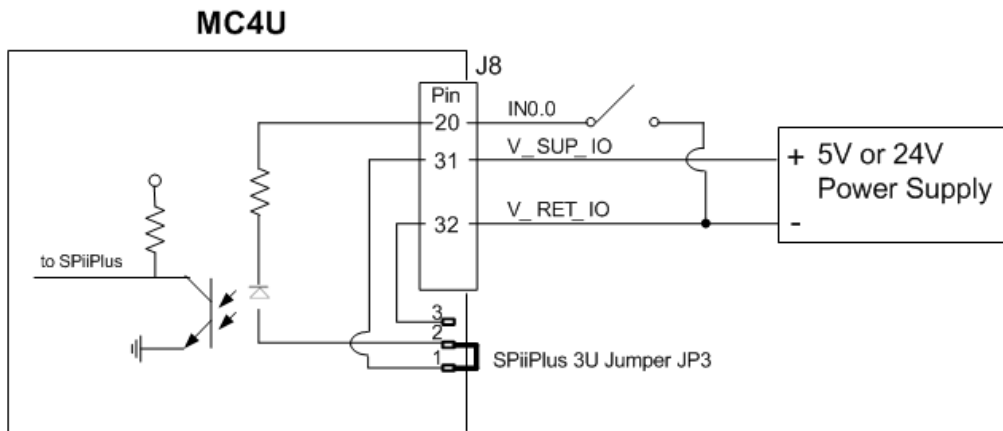 MC4U
J8
Pin
20 IN0.0
31 V_SUP_IO
32 V_RET_IO
+ 5V or 24V
Power Supply
-
to SPiiPlus
3
2
1
SPiiPlus 3U Jumper JP3